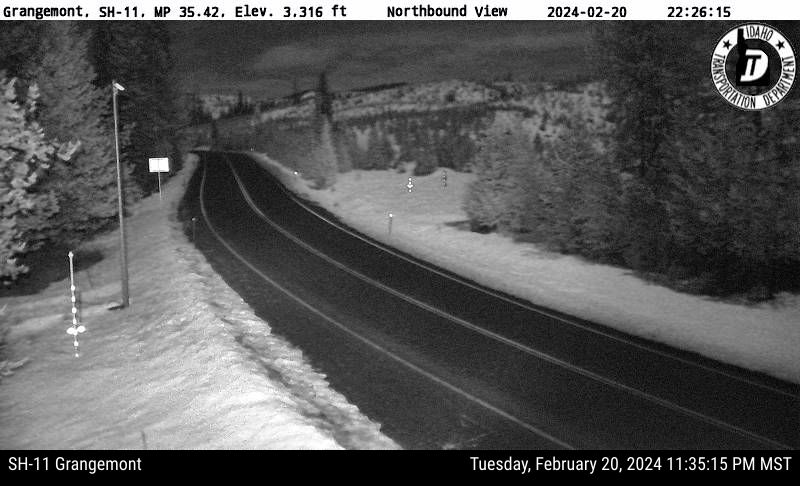 Grangemont, SH-11, MP 35.42, Elev. 3,316 ft Northbound View 2024-02-20 22:26:15
IDAHO
TRANSPORTATION DEPARTMENT
SH-11 Grangemont Tuesday, February 20, 2024 11:35:15 PM MST